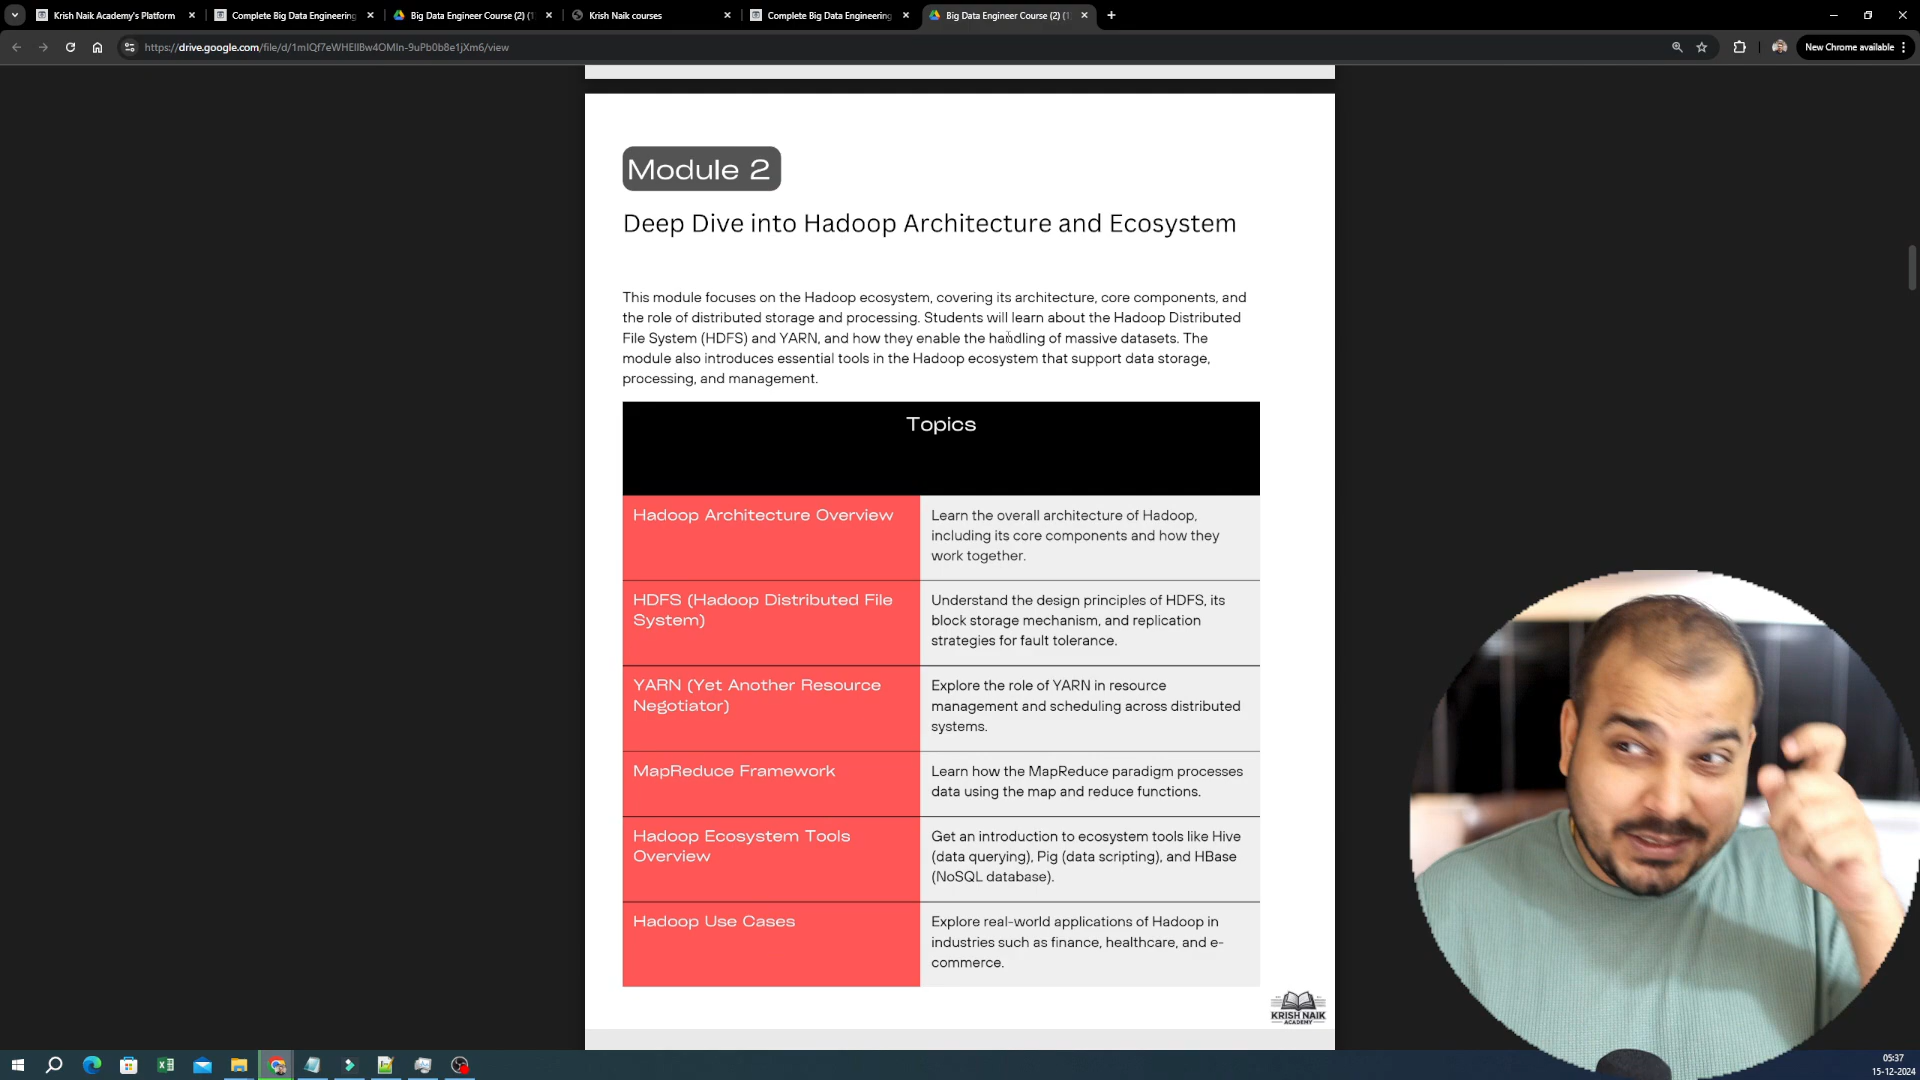 Krish Naik Academy's Platform
Complete Big Data Engineering
Big Data Engineer Course (2) (1
Krish Naik courses
Complete Big Data Engineering
Big Data Engineer Course (2) (1
New Chrome available
Module 2
Deep Dive into Hadoop Architecture and Ecosystem
This module focuses on the Hadoop ecosystem, covering its architecture, core components, and
the role of distributed storage and processing. Students will learn about the Hadoop Distributed
File System (HDFS) and YARN, and how they enable the handling of massive datasets. The
module also introduces essential tools in the Hadoop ecosystem that support data storage,
processing, and management.
Topics
Hadoop Architecture Overview
Learn the overall architecture of Hadoop,
including its core components and how they
work together.
HDFS (Hadoop Distributed File
System)
Understand the design principles of HDFS, its
block storage mechanism, and replication
strategies for fault tolerance.
YARN (Yet Another Resource
Negotiator)
Explore the role of YARN in resource
management and scheduling across distributed
systems.
MapReduce Framework
Learn how the MapReduce paradigm processes
data using the map and reduce functions.
Hadoop Ecosystem Tools
Overview
Get an introduction to ecosystem tools like Hive
(data querying), Pig (data scripting), and HBase
(NoSQL database).
Hadoop Use Cases
Explore real-world applications of Hadoop in
industries such as finance, healthcare, and e-
commerce.
KRISH NAIK
ACADEMY
05:37
15-12-2024